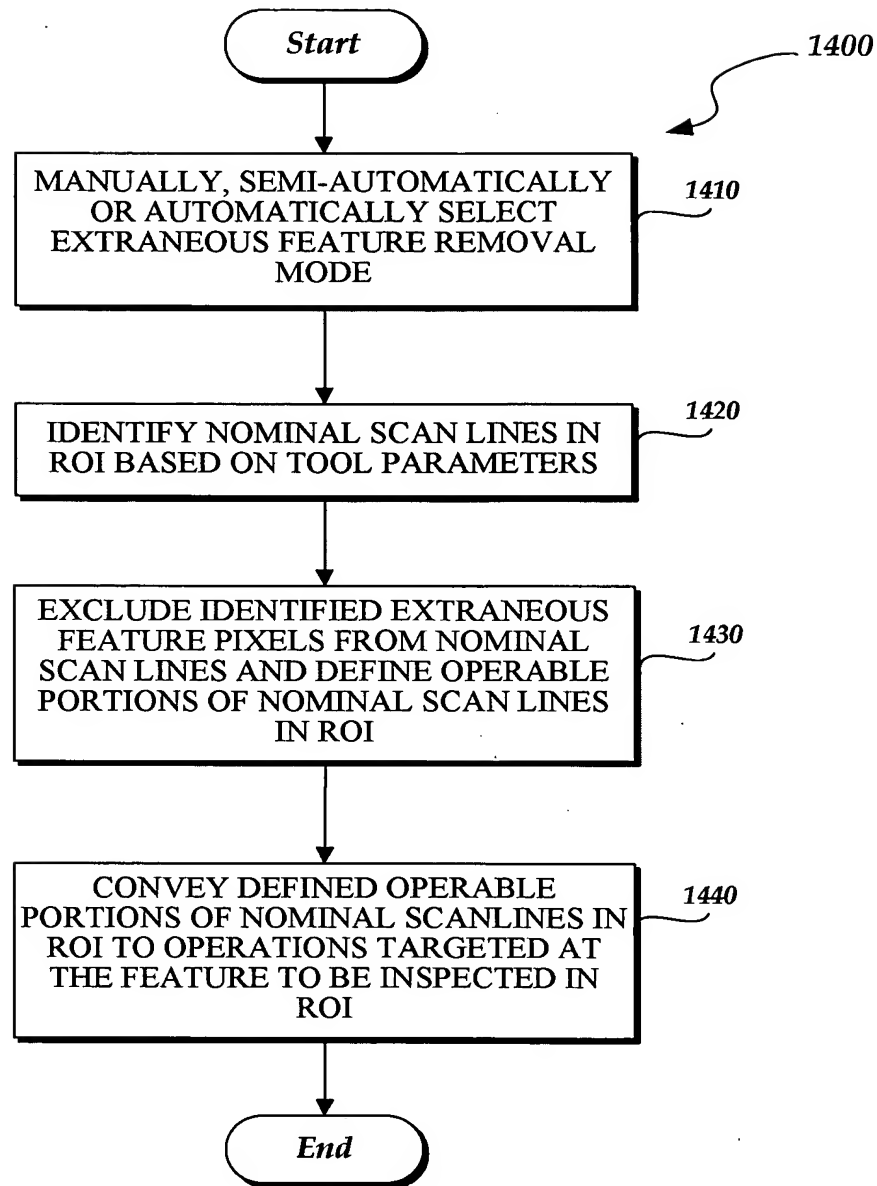 Start
1400
MANUALLY, SEMI-AUTOMATICALLY
OR AUTOMATICALLY SELECT
EXTRANEOUS FEATURE REMOVAL
MODE
1410
IDENTIFY NOMINAL SCAN LINES IN
ROI BASED ON TOOL PARAMETERS
1420
EXCLUDE IDENTIFIED EXTRANEOUS
FEATURE PIXELS FROM NOMINAL
SCAN LINES AND DEFINE OPERABLE
PORTIONS OF NOMINAL SCAN LINES
IN ROI
1430
CONVEY DEFINED OPERABLE
PORTIONS OF NOMINAL SCANLINES IN
ROI TO OPERATIONS TARGETED AT
THE FEATURE TO BE INSPECTED IN
ROI
1440
End